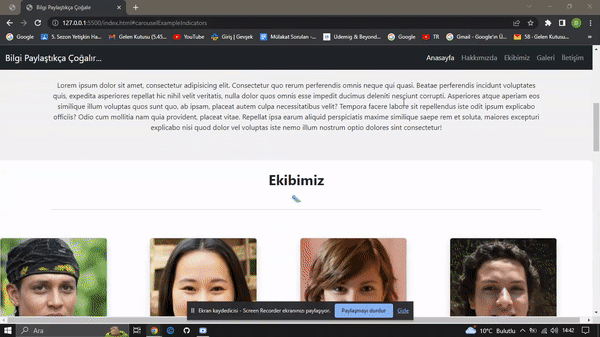 Bilgi Paylaştıkça Çoğalır
127.0.0.1:5500/index.html#carouselExampleIndicators
Google
5. Sezon Yatırım D...
Gelen Kutusu (5.45...
YouTube
Giriş | Gevşek
Mülakat Soruları -...
Udemig & Beyond...
Google
TR
Gmail - Google'un Ü...
58 - Gelen Kutusu...
Bilgi Paylaştıkça Çoğalır...
Anasayfa Hakkımızda Ekibimiz Galeri İletişim
Lorem ipsum dolor sit amet, consectetur adipisicing elit. Consectetur quo rerum perferendis omnis neque qui quasi. Beatae perferendis incidunt voluptates
quis, expedita asperiores repellat hic nihil velit veritatis, nulla dolor quos omnis esse impedit ducimus deleniti nesciunt corrupti. Asperiores atque aperiam eos
similique illum voluptas quos sunt quo, ab ipsam, placeat autem culpa necessitatibus velit? Tempora facere labore sit repellendus iste odit ipsum explicabo
officiis? Odio cum mollitia nam quia provident, placeat vitae. Repellat ipsa earum aliquid perspiciatis maxime similique saepe rem et soluta, maiores excepturi
explicabo nisi quod dolor vel voluptas iste nemo illum nostrum optio dolores sint consectetur!
Ekibimiz
Ekran kaydedicisi - Screen Recorder ekranınızı paylaşıyor.
Paylaşmayı durdur
Gizle
Ara
10°C Bulutlu
14:42